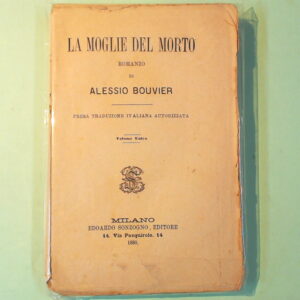 LA MOGLIE DEL MORTO
ROMANZO
DI
ALESSIO BOUVIER
PRIMA TRADUZIONE ITALIANA AUTORIZZATA
Volume Unico
MILANO
EDOARDO SONZOGNO, EDITORE
14. Via Pasquirolo. 14
1880.